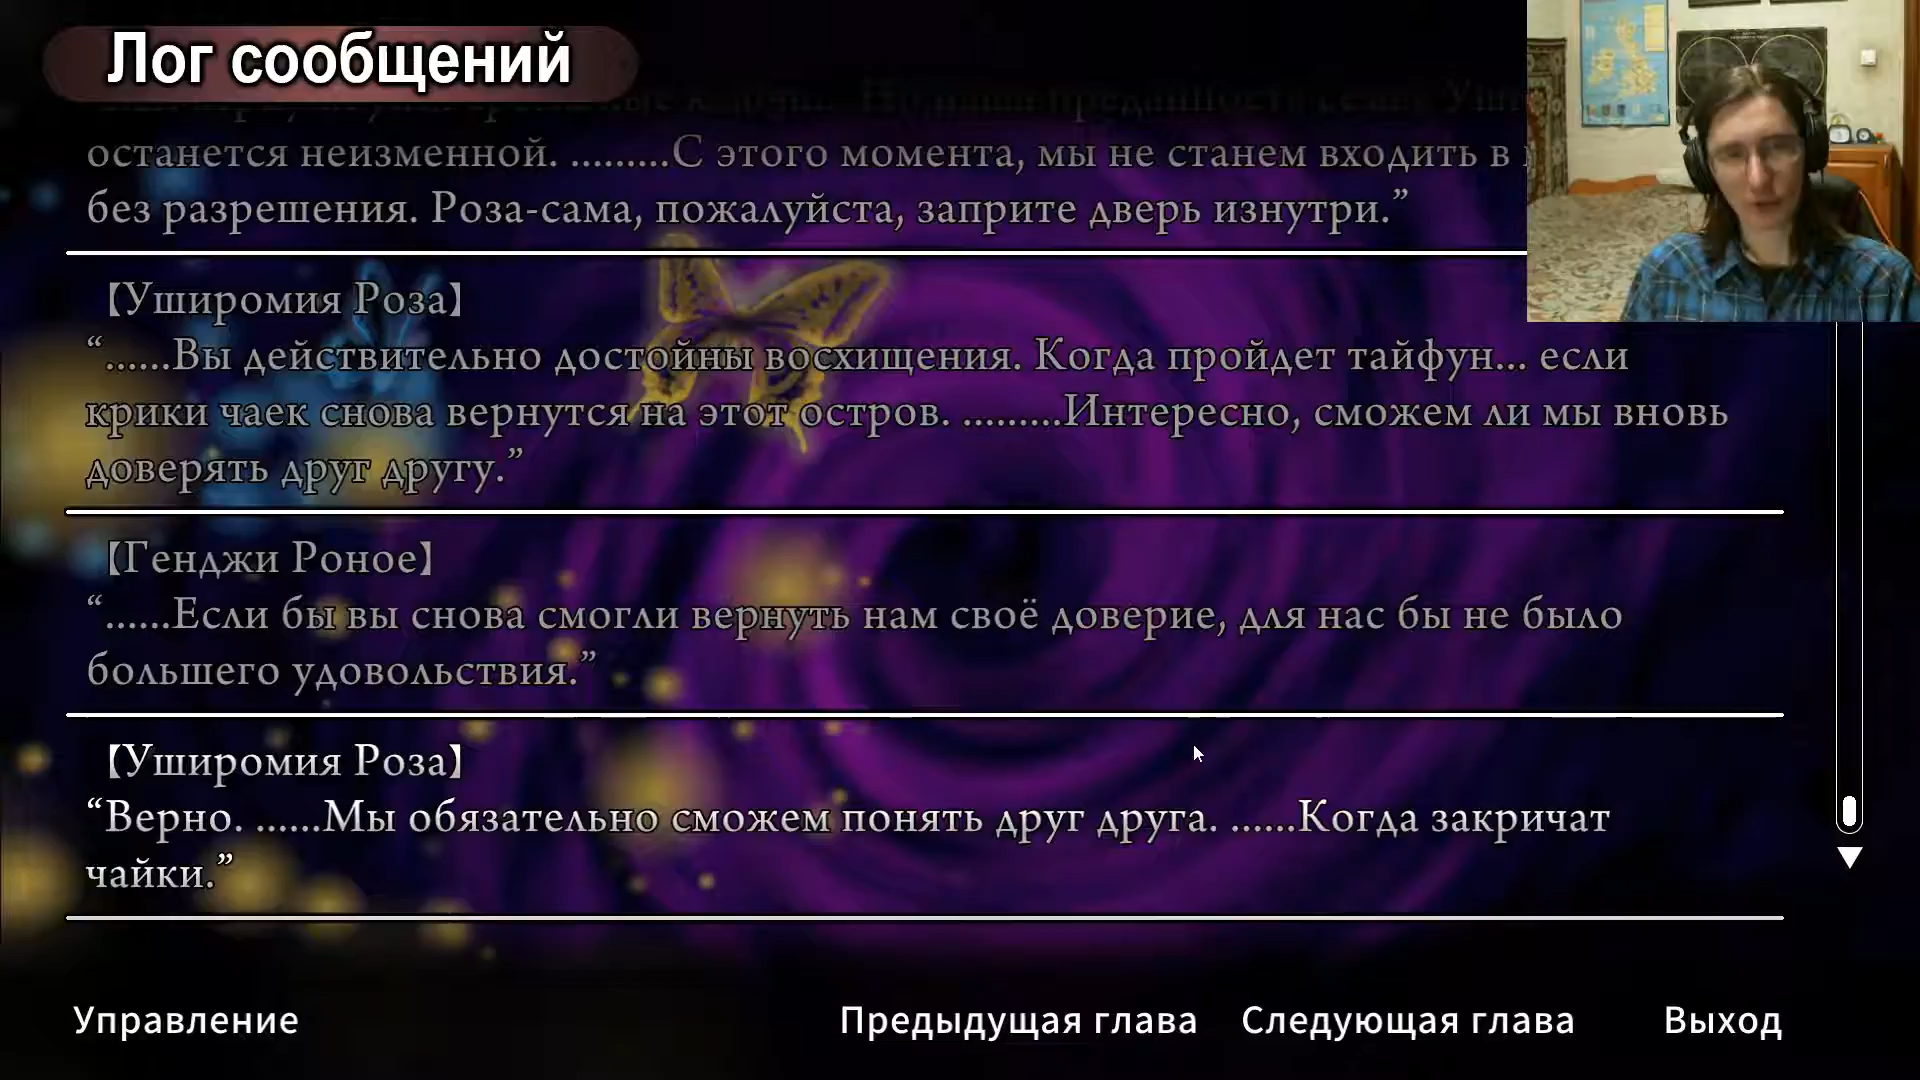 Лог сообщений
останется неизменной. .........С этого момента, мы не станем входить в
без разрешения. Роза-сама, пожалуйста, заприте дверь изнутри.”
【Уширомия Роза】
“......Вы действительно достойны восхищения. Когда пройдет тайфун... если
крики чаек снова вернутся на этот остров. .........Интересно, сможем ли мы вновь
доверять друг другу.”
【Генджи Роное】
“......Если бы вы снова смогли вернуть нам своё доверие, для нас бы не было
большего удовольствия.”
【Уширомия Роза】
“Верно. ......Мы обязательно сможем понять друг друга. ......Когда закричат
чайки.”
Управление
Предыдущая глава
Следующая глава
Выход